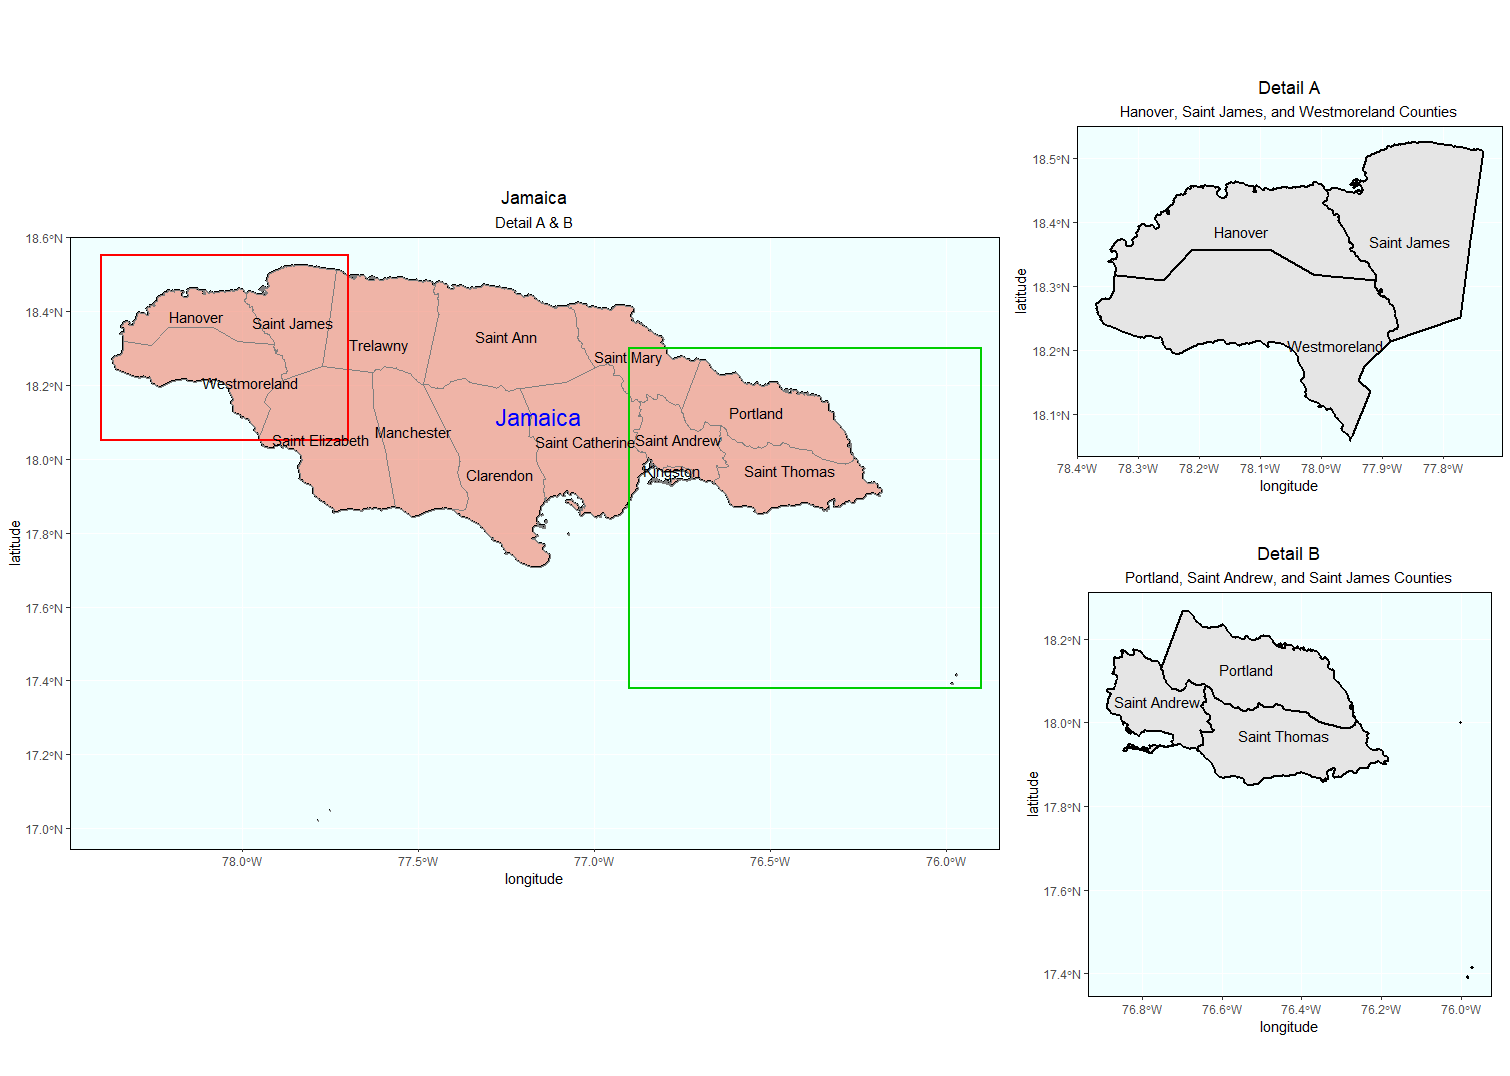 Jamaica
Detail A & B
18.6°N
18.4°N
18.2°N
18.0°N
17.8°N
17.6°N
17.4°N
17.2°N
17.0°N
latitude
Hanover
Saint James
Trelawny
Saint Ann
Saint Mary
Westmoreland
Jamaica
Portland
Saint Elizabeth
Manchester
Saint Catherine
Saint Andrew
Clarendon
Kingston
Saint Thomas
78.0°W
77.5°W
77.0°W
76.5°W
76.0°W
longitude
Detail A
Hanover, Saint James, and Westmoreland Counties
18.5°N
18.4°N
18.3°N
18.2°N
18.1°N
latitude
Hanover
Saint James
Westmoreland
78.4°W
78.3°W
78.2°W
78.1°W
78.0°W
77.9°W
77.8°W
longitude
Detail B
Portland, Saint Andrew, and Saint James Counties
18.2°N
18.0°N
17.8°N
17.6°N
17.4°N
latitude
Portland
Saint Andrew
Saint Thomas
76.8°W
76.6°W
76.4°W
76.2°W
76.0°W
longitude